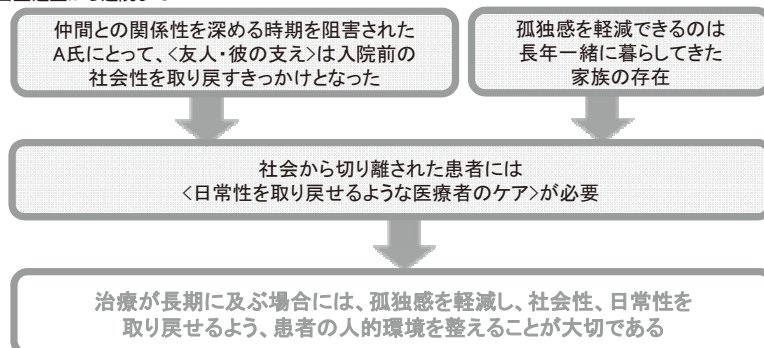 仲間との関係性を深める時期を阻害された
A氏にとって、<友人・彼の支え>は入院前の
社会性を取り戻すきっかけとなった
孤独感を軽減できるのは
長年一緒に暮らしてきた
家族の存在
社会から切り離された患者には
<日常性を取り戻せるような医療者のケア>が必要
治療が長期に及ぶ場合には、孤独感を軽減し、社会性、日常性を
取り戻せるよう、患者の人的環境を整えることが大切である